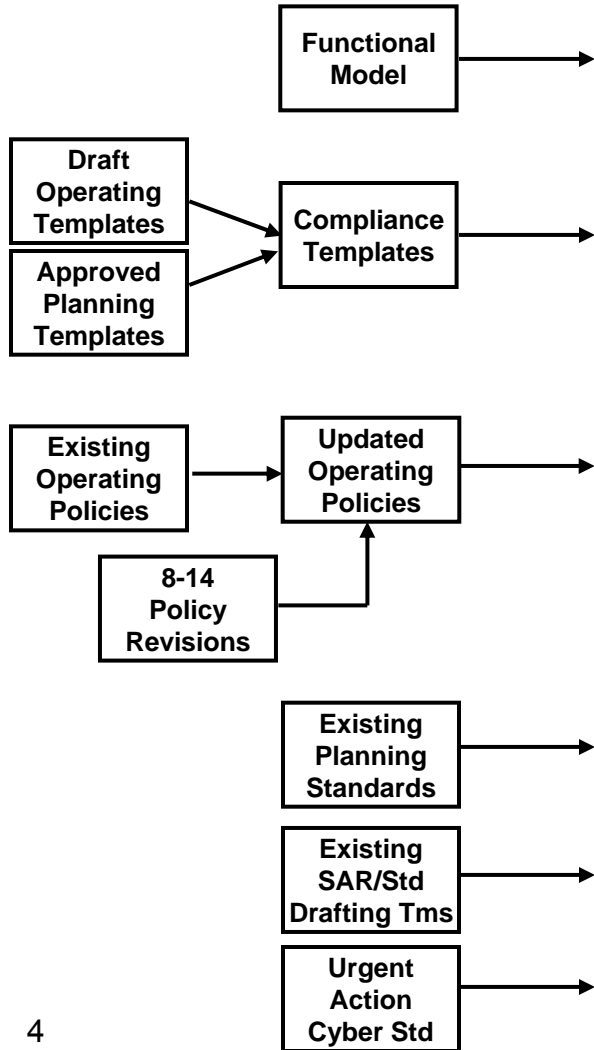 Functional
Model
Draft
Operating
Templates
Approved
Planning
Templates
Compliance
Templates
Existing
Operating
Policies
Updated
Operating
Policies
8-14
Policy
Revisions
Existing
Planning
Standards
Existing
SAR/Std
Drafting Tms
Urgent
Action
Cyber Std
4